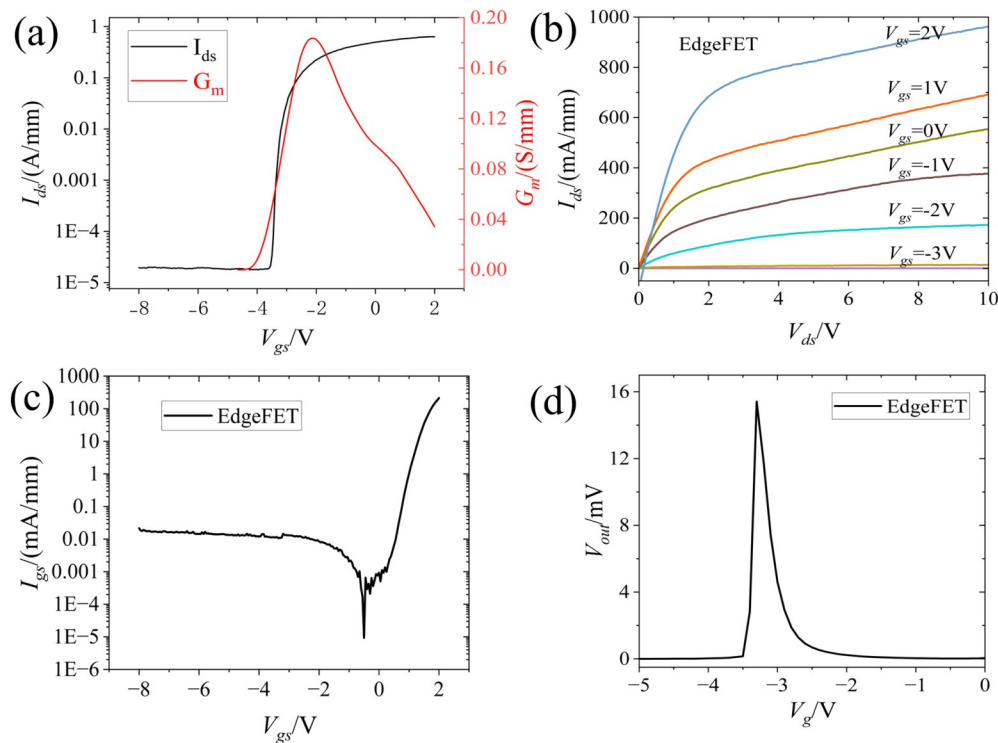 (a)
I_ds
G_m
1
0.1
0.01
0.001
1E−4
1E−5
I_ds/(A/mm)
0.20
0.16
0.12
0.08
0.04
0.00
G_m/(S/mm)
-8 -6 -4 -2 0 2
V_gs/V
(b)
EdgeFET
V_gs=2V
V_gs=1V
V_gs=0V
V_gs=-1V
V_gs=-2V
V_gs=-3V
1000
800
600
400
200
0
I_ds/(mA/mm)
0 2 4 6 8 10
V_ds/V
(c)
EdgeFET
1000
100
10
1
0.1
0.01
0.001
1E−4
1E−5
1E−6
I_gs/(mA/mm)
−8 −6 −4 −2 0 2
V_gs/V
(d)
EdgeFET
16
12
8
4
0
V_out/mV
−5 −4 −3 −2 −1 0
V_g/V